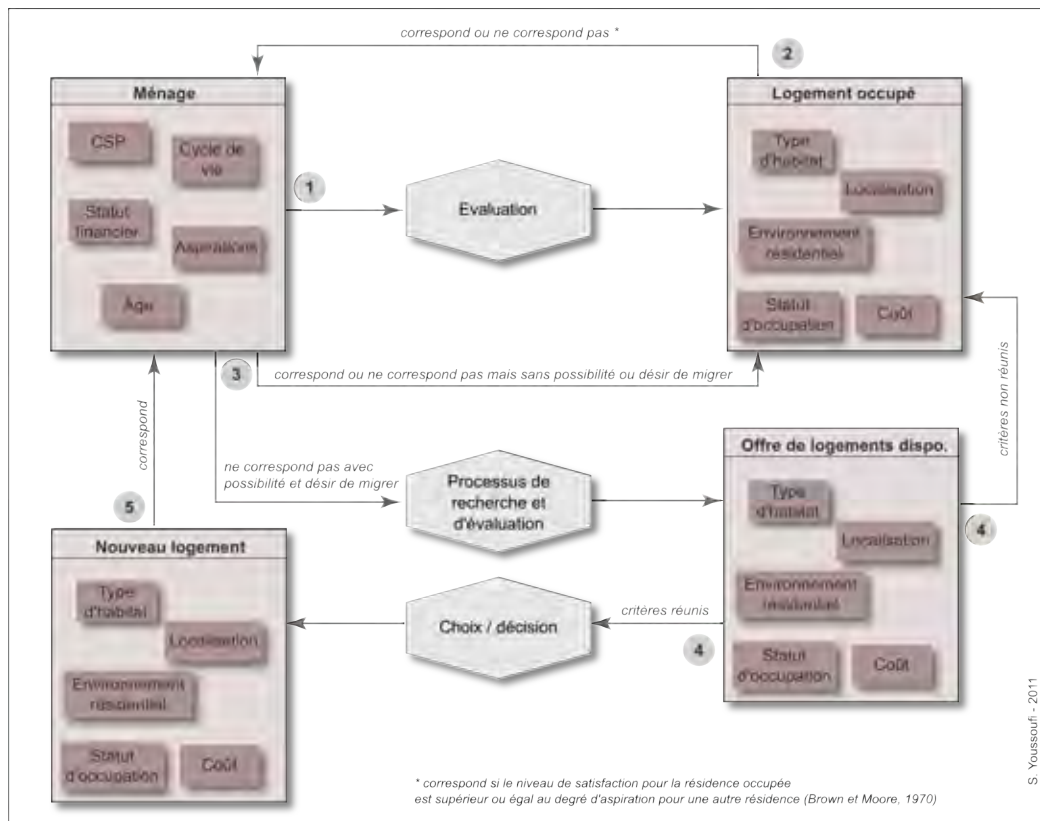 correspond ou ne correspond pas *
2
Ménage
CSP
Cycle de
vie
Statut
financier
Aspirations
Âge
1
Evaluation
Logement occupé
Type
d'habitat
Localisation
Environnement
résidentiel
Statut
d'occupation
Coût
3
correspond ou ne correspond pas mais sans possibilité ou désir de migrer
correspond
ne correspond pas avec
possibilité et désir de migrer
Processus de
recherche et
d'évaluation
critères non réunis
Offre de logements dispo.
Type
d'habitat
Localisation
Environnement
résidentiel
Statut
d'occupation
Coût
4
critères réunis
4
Choix / décision
5
Nouveau logement
Type
d'habitat
Localisation
Environnement
résidentiel
Statut
d'occupation
Coût
* correspond si le niveau de satisfaction pour la résidence occupée
est supérieur ou égal au degré d'aspiration pour une autre résidence (Brown et Moore, 1970)
S. Youssoufi - 2011